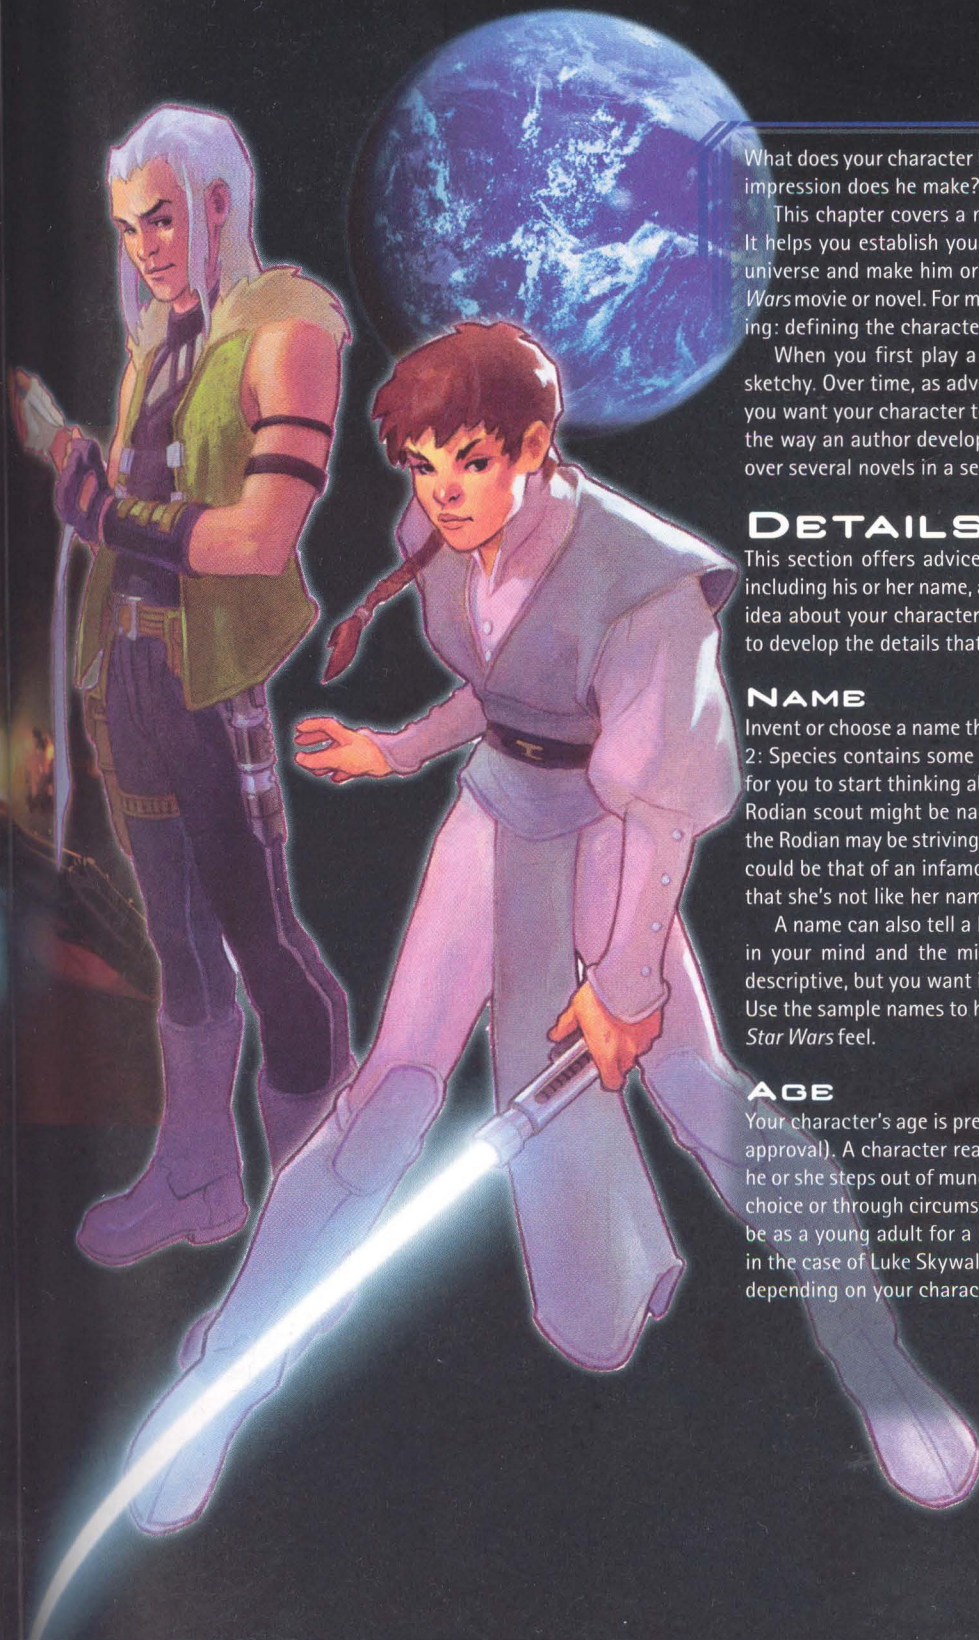 What does your character
impression does he make?
This chapter covers a
It helps you establish you
universe and make him or
Wars movie or novel. For m
ing: defining the characte
When you first play a
sketchy. Over time, as adv
you want your character t
the way an author develop
over several novels in a se
DETAILS
This section offers advice
including his or her name, a
idea about your character
to develop the details that
NAME
Invent or choose a name th
2: Species contains some
for you to start thinking al
Rodian scout might be na
the Rodian may be striving
could be that of an infamo
that she's not like her nam
A name can also tell a
in your mind and the mi
descriptive, but you want
Use the sample names to h
Star Wars feel.
AGE
Your character's age is pre
approval). A character rea
he or she steps out of mund
choice or through circums
be as a young adult for a
in the case of Luke Skywal
depending on your charac